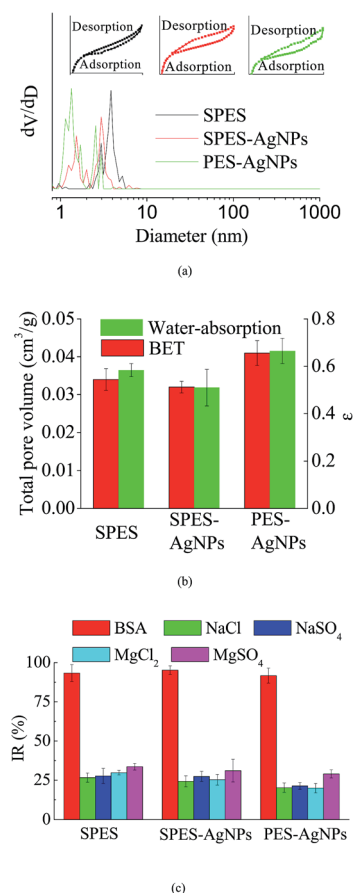 (a)
Desorption
Adsorption
Desorption
Adsorption
Desorption
Adsorption
dV/dD
SPES
SPES-AgNPs
PES-AgNPs
1 10 100 1000
Diameter (nm)
(a)
Total pore volume (cm³/g)
0.05
0.04
0.03
0.02
0.01
0.00
Water-absorption
BET
0.8
0.6
0.4
0.2
0.0
ε
SPES SPES-AgNPs PES-AgNPs
(b)
BSA NaCl NaSO₄
MgCl₂ MgSO₄
IR (%)
100
75
50
25
0
SPES SPES-AgNPs PES-AgNPs
(c)